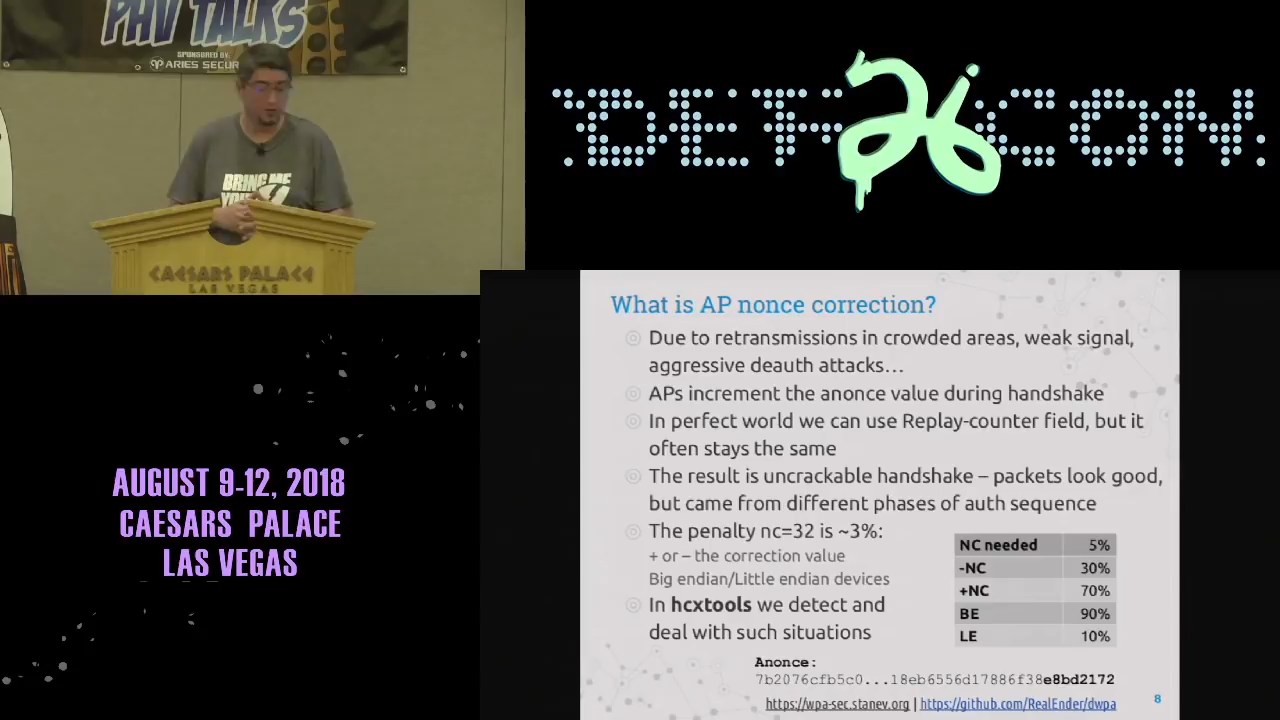 PHV TALKS
SPONSORED BY:
ARIES SECUR
BRING ME
CAESARS PALACE
LAS VEGAS
DEF 26 CON
AUGUST 9-12, 2018
CAESARS PALACE
LAS VEGAS
What is AP nonce correction?
Due to retransmissions in crowded areas, weak signal,
aggressive deauth attacks...
APs increment the anonce value during handshake
In perfect world we can use Replay-counter field, but it
often stays the same
The result is uncrackable handshake – packets look good,
but came from different phases of auth sequence
The penalty nc=32 is ~3%:
+ or – the correction value
Big endian/Little endian devices
In hcxtools we detect and
deal with such situations
NC needed 5%
-NC 30%
+NC 70%
BE 90%
LE 10%
Anonce:
7b2076cfb5c0...18eb6556d17886f38e8bd2172
https://wpa-sec.stanev.org | https://github.com/RealEnder/dwpa
8